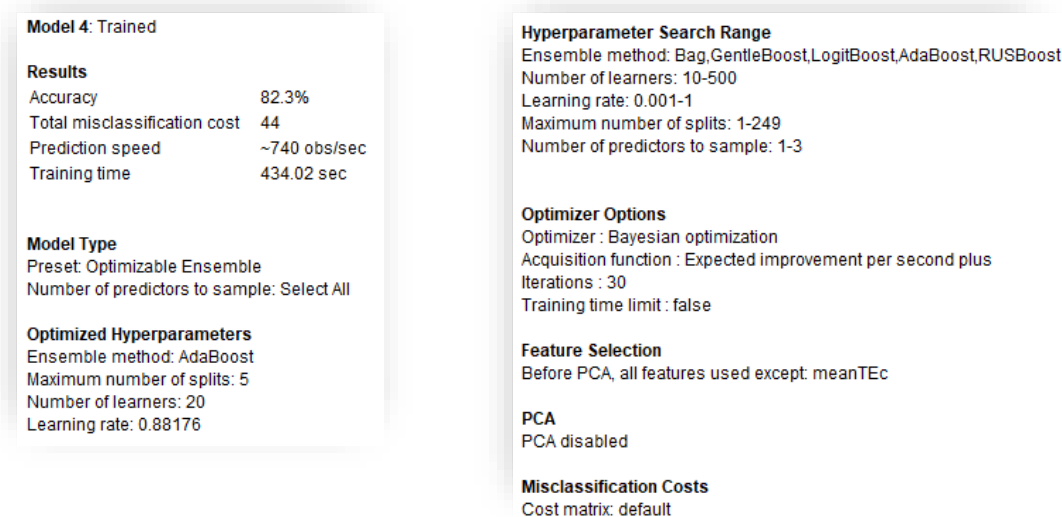 Model 4: Trained
Results
Accuracy 82.3%
Total misclassification cost 44
Prediction speed ~740 obs/sec
Training time 434.02 sec
Model Type
Preset: Optimizable Ensemble
Number of predictors to sample: Select All
Optimized Hyperparameters
Ensemble method: AdaBoost
Maximum number of splits: 5
Number of learners: 20
Learning rate: 0.88176
Hyperparameter Search Range
Ensemble method: Bag,GentleBoost,LogitBoost,AdaBoost,RUSBoost
Number of learners: 10-500
Learning rate: 0.001-1
Maximum number of splits: 1-249
Number of predictors to sample: 1-3
Optimizer Options
Optimizer : Bayesian optimization
Acquisition function : Expected improvement per second plus
Iterations : 30
Training time limit : false
Feature Selection
Before PCA, all features used except: meanTEc
PCA
PCA disabled
Misclassification Costs
Cost matrix: default